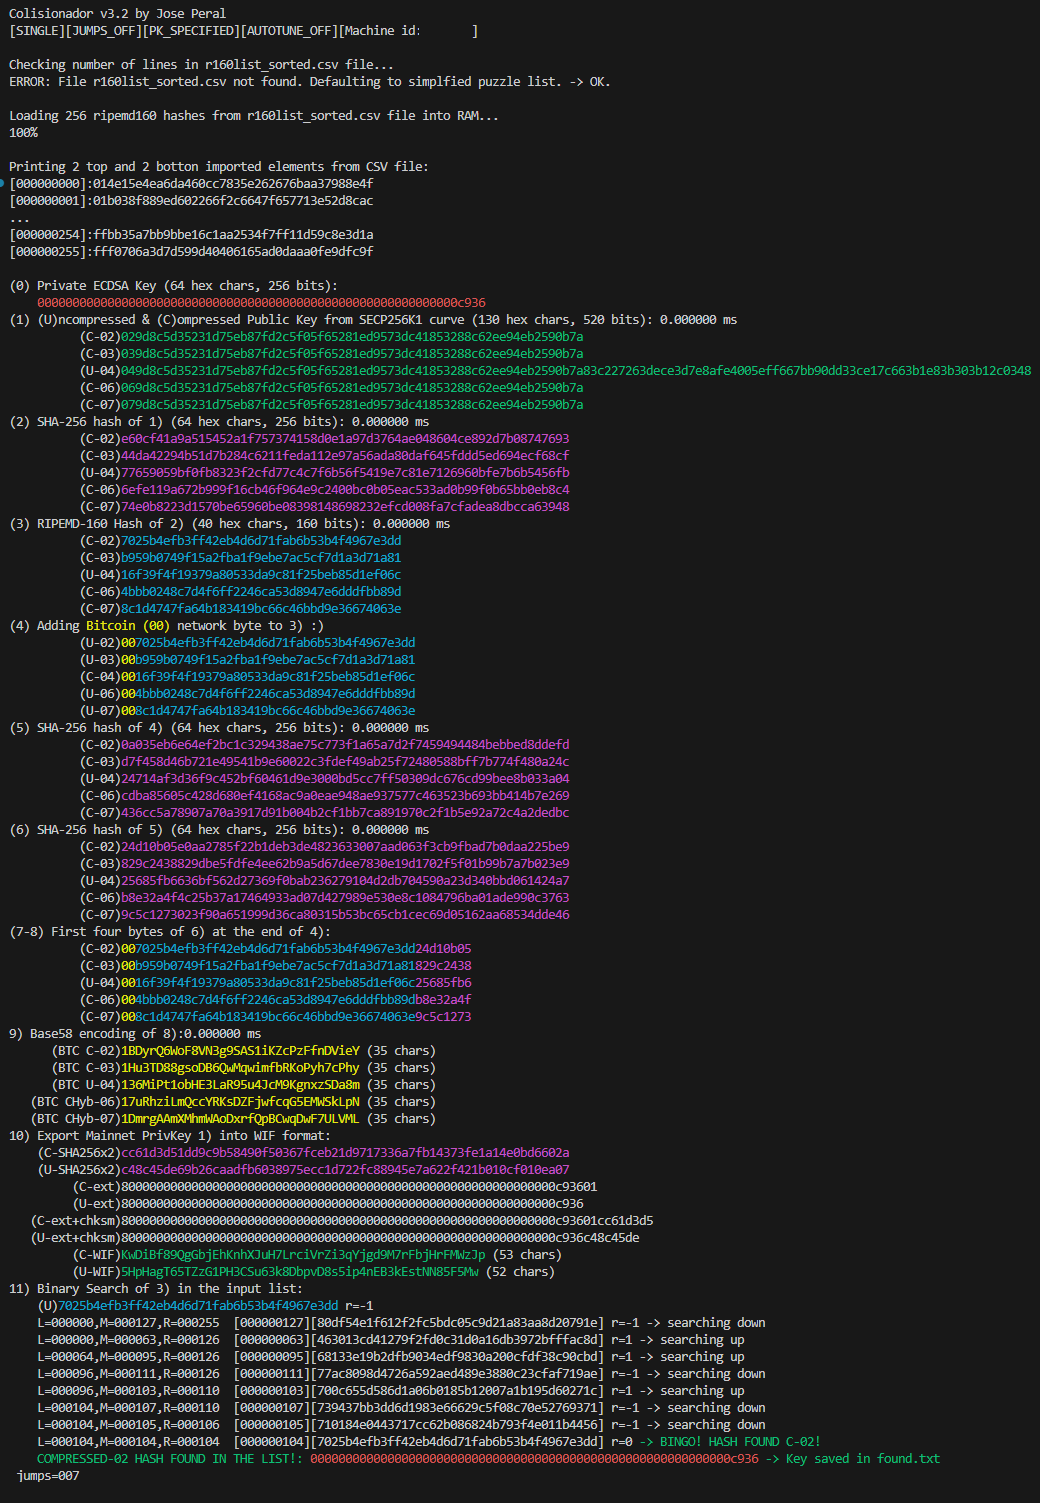 Colisionador v3.2 by Jose Peral
[SINGLE][JUMPS_OFF][PK_SPECIFIED][AUTOTUNE_OFF][Machine id:       ]
Checking number of lines in r160list_sorted.csv file...
ERROR: File r160list_sorted.csv not found. Defaulting to simplfied puzzle list. -> OK.
Loading 256 ripemd160 hashes from r160list_sorted.csv file into RAM...
100%
Printing 2 top and 2 botton imported elements from CSV file:
[000000000]:014e15e4ea6da460cc7835e262676baa37988e4f
[000000001]:01b038f889ed602266f2c6647f657713e52d8cac
...
[000000254]:ffbb35a7bb9bbe16c1aa2534f7ff11d59c8e3d1a
[000000255]:fff0706a3d7d599d40406165ad0daaa0fe9dfc9f
(0) Private ECDSA Key (64 hex chars, 256 bits):
000000000000000000000000000000000000000000000000000000000000c936
(1) (U)ncompressed & (C)ompressed Public Key from SECP256K1 curve (130 hex chars, 520 bits): 0.000000 ms
(C-02)029d8c5d35231d75eb87fd2c5f05f65281ed9573dc41853288c62ee94eb2590b7a
(C-03)039d8c5d35231d75eb87fd2c5f05f65281ed9573dc41853288c62ee94eb2590b7a
(U-04)049d8c5d35231d75eb87fd2c5f05f65281ed9573dc41853288c62ee94eb2590b7a83c227263dece3d7e8afe4005eff667bb90dd33ce17c663b1e83b303b12c0348
(C-06)069d8c5d35231d75eb87fd2c5f05f65281ed9573dc41853288c62ee94eb2590b7a
(C-07)079d8c5d35231d75eb87fd2c5f05f65281ed9573dc41853288c62ee94eb2590b7a
(2) SHA-256 hash of 1) (64 hex chars, 256 bits): 0.000000 ms
(C-02)e60cf41a9a515452a1f757374158d0e1a97d3764ae048604ce892d7b08747693
(C-03)44da42294b51d7b284c6211feda112e97a56ada80daf645fddd5ed694ecf68cf
(U-04)77659059bf0fb8323f2cfd77c4c7f6b56f5419e7c81e7126960bfe7b6b5456fb
(C-06)6efe119a672b999f16cb46f964e9c2400bc0b05eac533ad0b99f0b65bb0eb8c4
(C-07)74e0b8223d1570be65960be08398148698232efcd008fa7cfadea8dbcca63948
(3) RIPEMD-160 Hash of 2) (40 hex chars, 160 bits): 0.000000 ms
(C-02)7025b4efb3ff42eb4d6d71fab6b53b4f4967e3dd
(C-03)b959b0749f15a2fba1f9ebe7ac5cf7d1a3d71a81
(U-04)16f39f4f19379a80533da9c81f25beb85d1ef06c
(C-06)4bbb0248c7d4f6ff2246ca53d8947e6dddfbb89d
(C-07)8c1d4747fa64b183419bc66c46bbd9e36674063e
(4) Adding Bitcoin (00) network byte to 3) :)
(U-02)007025b4efb3ff42eb4d6d71fab6b53b4f4967e3dd
(U-03)00b959b0749f15a2fba1f9ebe7ac5cf7d1a3d71a81
(C-04)0016f39f4f19379a80533da9c81f25beb85d1ef06c
(U-06)004bbb0248c7d4f6ff2246ca53d8947e6dddfbb89d
(U-07)008c1d4747fa64b183419bc66c46bbd9e36674063e
(5) SHA-256 hash of 4) (64 hex chars, 256 bits): 0.000000 ms
(C-02)0a035eb6e64ef2bc1c329438ae75c773f1a65a7d2f7459494484bebbed8ddefd
(C-03)d7f458d46b721e49541b9e60022c3fdef49ab25f72480588bff7b774f480a24c
(U-04)24714af3d36f9c452bf60461d9e3000bd5cc7ff50309dc676cd99bee8b033a04
(C-06)cdba85605c428d680ef4168ac9a0eae948ae937577c463523b693bb414b7e269
(C-07)436cc5a78907a70a3917d91b004b2cf1bb7ca891970c2f1b5e92a72c4a2dedbc
(6) SHA-256 hash of 5) (64 hex chars, 256 bits): 0.000000 ms
(C-02)24d10b05e0aa2785f22b1deb3de4823633007aad063f3cb9fbad7b0daa225be9
(C-03)829c2438829dbe5fdfe4ee62b9a5d67dee7830e19d1702f5f01b99b7a7b023e9
(U-04)25685fb6636bf562d27369f0bab236279104d2db704590a23d340bbd061424a7
(C-06)b8e32a4f4c25b37a17464933ad07d427989e530e8c1084796ba01ade990c3763
(C-07)9c5c1273023f90a651999d36ca80315b53bc65cb1cec69d05162aa68534dde46
(7-8) First four bytes of 6) at the end of 4):
(C-02)007025b4efb3ff42eb4d6d71fab6b53b4f4967e3dd24d10b05
(C-03)00b959b0749f15a2fba1f9ebe7ac5cf7d1a3d71a81829c2438
(U-04)0016f39f4f19379a80533da9c81f25beb85d1ef06c25685fb6
(C-06)004bbb0248c7d4f6ff2246ca53d8947e6dddfbb89db8e32a4f
(C-07)008c1d4747fa64b183419bc66c46bbd9e36674063e9c5c1273
9) Base58 encoding of 8):0.000000 ms
(BTC C-02)1BDyrQ6WoF8VN3g9SAS1iKZcPzFfnDVieY (35 chars)
(BTC C-03)1Hu3TD88gsoDB6QwMqwimfbRKoPyh7cPhy (35 chars)
(BTC U-04)136MiPt1obHE3LaR95u4JcM9KgnxzSDa8m (35 chars)
(BTC CHyb-06)17uRhziLmQccYRKsDZFjwfcqG5EMWSkLpN (35 chars)
(BTC CHyb-07)1DmrgAAmXMhmWAoDxrfQpBCwqDwF7ULVML (35 chars)
10) Export Mainnet PrivKey 1) into WIF format:
(C-SHA256x2)cc61d3d51dd9c9b58490f50367fceb21d9717336a7fb14373fe1a14e0bd6602a
(U-SHA256x2)c48c45de69b26caadfb6038975ecc1d722fc88945e7a622f421b010cf010ea07
(C-ext)80000000000000000000000000000000000000000000000000000000000000c93601
(U-ext)80000000000000000000000000000000000000000000000000000000000000c936
(C-ext+chksm)80000000000000000000000000000000000000000000000000000000000000c93601cc61d3d5
(U-ext+chksm)80000000000000000000000000000000000000000000000000000000000000c936c48c45de
(C-WIF)KwDiBf89QgGbjEhKnhXJuH7LrciVrZi3qYjgd9M7rFbjHrFMWzJp (53 chars)
(U-WIF)5HpHagT65TZzG1PH3CSu63k8DbpvD8s5ip4nEB3kEstNN85F5Mw (52 chars)
11) Binary Search of 3) in the input list:
(U)7025b4efb3ff42eb4d6d71fab6b53b4f4967e3dd r=-1
L=000000,M=000127,R=000255  [000000127][80df54e1f612f2fc5bdc05c9d21a83aa8d20791e] r=-1 -> searching down
L=000000,M=000063,R=000126  [000000063][463013cd41279f2fd0c31d0a16db3972bfffac8d] r=1 -> searching up
L=000064,M=000095,R=000126  [000000095][68133e19b2dfb9034edf9830a200cfdf38c90cbd] r=1 -> searching up
L=000096,M=000111,R=000126  [000000111][77ac8098d4726a592aed489e3880c23cfaf719ae] r=-1 -> searching down
L=000096,M=000103,R=000110  [000000103][700c655d586d1a06b0185b12007a1b195d60271c] r=1 -> searching up
L=000104,M=000107,R=000110  [000000107][739437bb3dd6d1983e66629c5f08c70e52769371] r=-1 -> searching down
L=000104,M=000105,R=000106  [000000105][710184e0443717cc62b086824b793f4e011b4456] r=-1 -> searching down
L=000104,M=000104,R=000104  [000000104][7025b4efb3ff42eb4d6d71fab6b53b4f4967e3dd] r=0 -> BINGO! HASH FOUND C-02!
COMPRESSED-02 HASH FOUND IN THE LIST!: 000000000000000000000000000000000000000000000000000000000000c936 -> Key saved in found.txt
jumps=007